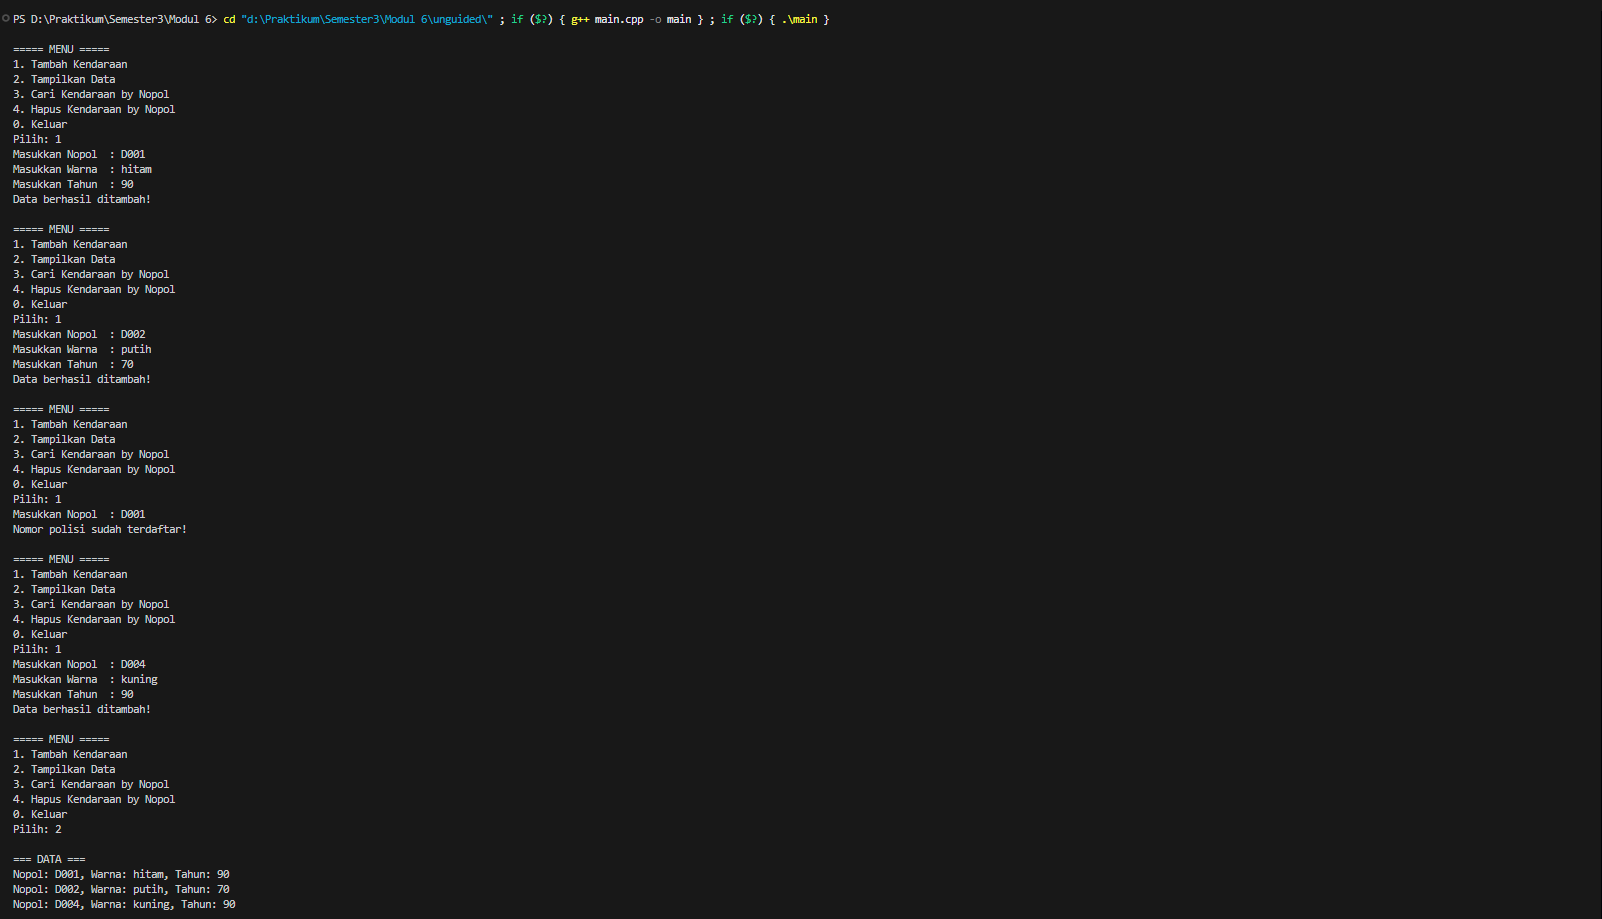 PS D:\Praktikum\Semester3\Modul 6> cd "d:\Praktikum\Semester3\Modul 6\unguided\" ; if ($?) { g++ main.cpp -o main } ; if ($?) { .\main }
===== MENU =====
1. Tambah Kendaraan
2. Tampilkan Data
3. Cari Kendaraan by Nopol
4. Hapus Kendaraan by Nopol
0. Keluar
Pilih: 1
Masukkan Nopol  : D001
Masukkan Warna  : hitam
Masukkan Tahun  : 90
Data berhasil ditambah!
===== MENU =====
1. Tambah Kendaraan
2. Tampilkan Data
3. Cari Kendaraan by Nopol
4. Hapus Kendaraan by Nopol
0. Keluar
Pilih: 1
Masukkan Nopol  : D002
Masukkan Warna  : putih
Masukkan Tahun  : 70
Data berhasil ditambah!
===== MENU =====
1. Tambah Kendaraan
2. Tampilkan Data
3. Cari Kendaraan by Nopol
4. Hapus Kendaraan by Nopol
0. Keluar
Pilih: 1
Masukkan Nopol  : D001
Nomor polisi sudah terdaftar!
===== MENU =====
1. Tambah Kendaraan
2. Tampilkan Data
3. Cari Kendaraan by Nopol
4. Hapus Kendaraan by Nopol
0. Keluar
Pilih: 1
Masukkan Nopol  : D004
Masukkan Warna  : kuning
Masukkan Tahun  : 90
Data berhasil ditambah!
===== MENU =====
1. Tambah Kendaraan
2. Tampilkan Data
3. Cari Kendaraan by Nopol
4. Hapus Kendaraan by Nopol
0. Keluar
Pilih: 2
=== DATA ===
Nopol: D001, Warna: hitam, Tahun: 90
Nopol: D002, Warna: putih, Tahun: 70
Nopol: D004, Warna: kuning, Tahun: 90